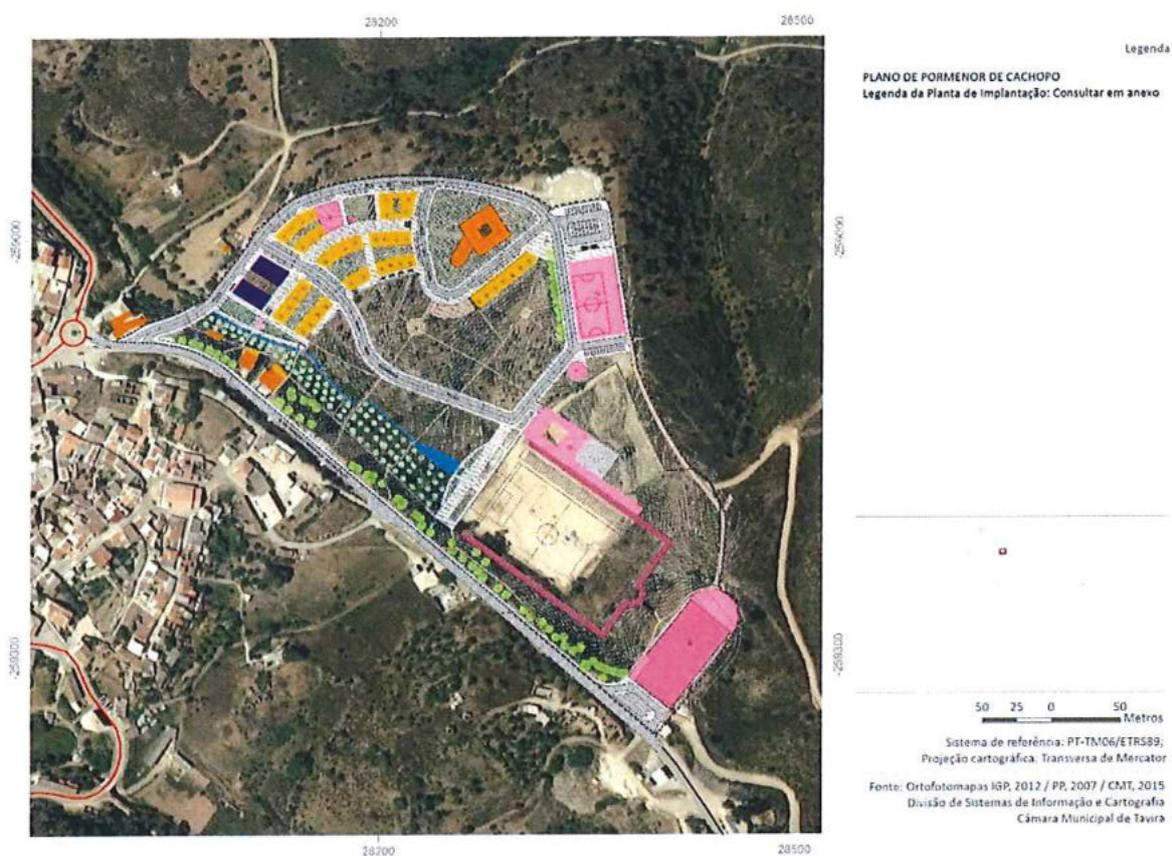 28200
28500
Legenda
PLANO DE PORMENOR DE CACHOPO
Legenda da Planta de Implantação: Consultar em anexo
-259000
-259000
-259300
-259300
50 25 0 50
Metros
Sistema de referência: PT-TM06/ETRS89;
Projeção cartográfica: Transversa de Mercator
Fonte: Ortofotomapas IGP, 2012 / PP, 2007 / CMT, 2015
Divisão de Sistemas de Informação e Cartografia
Câmara Municipal de Tavira
28200
28500